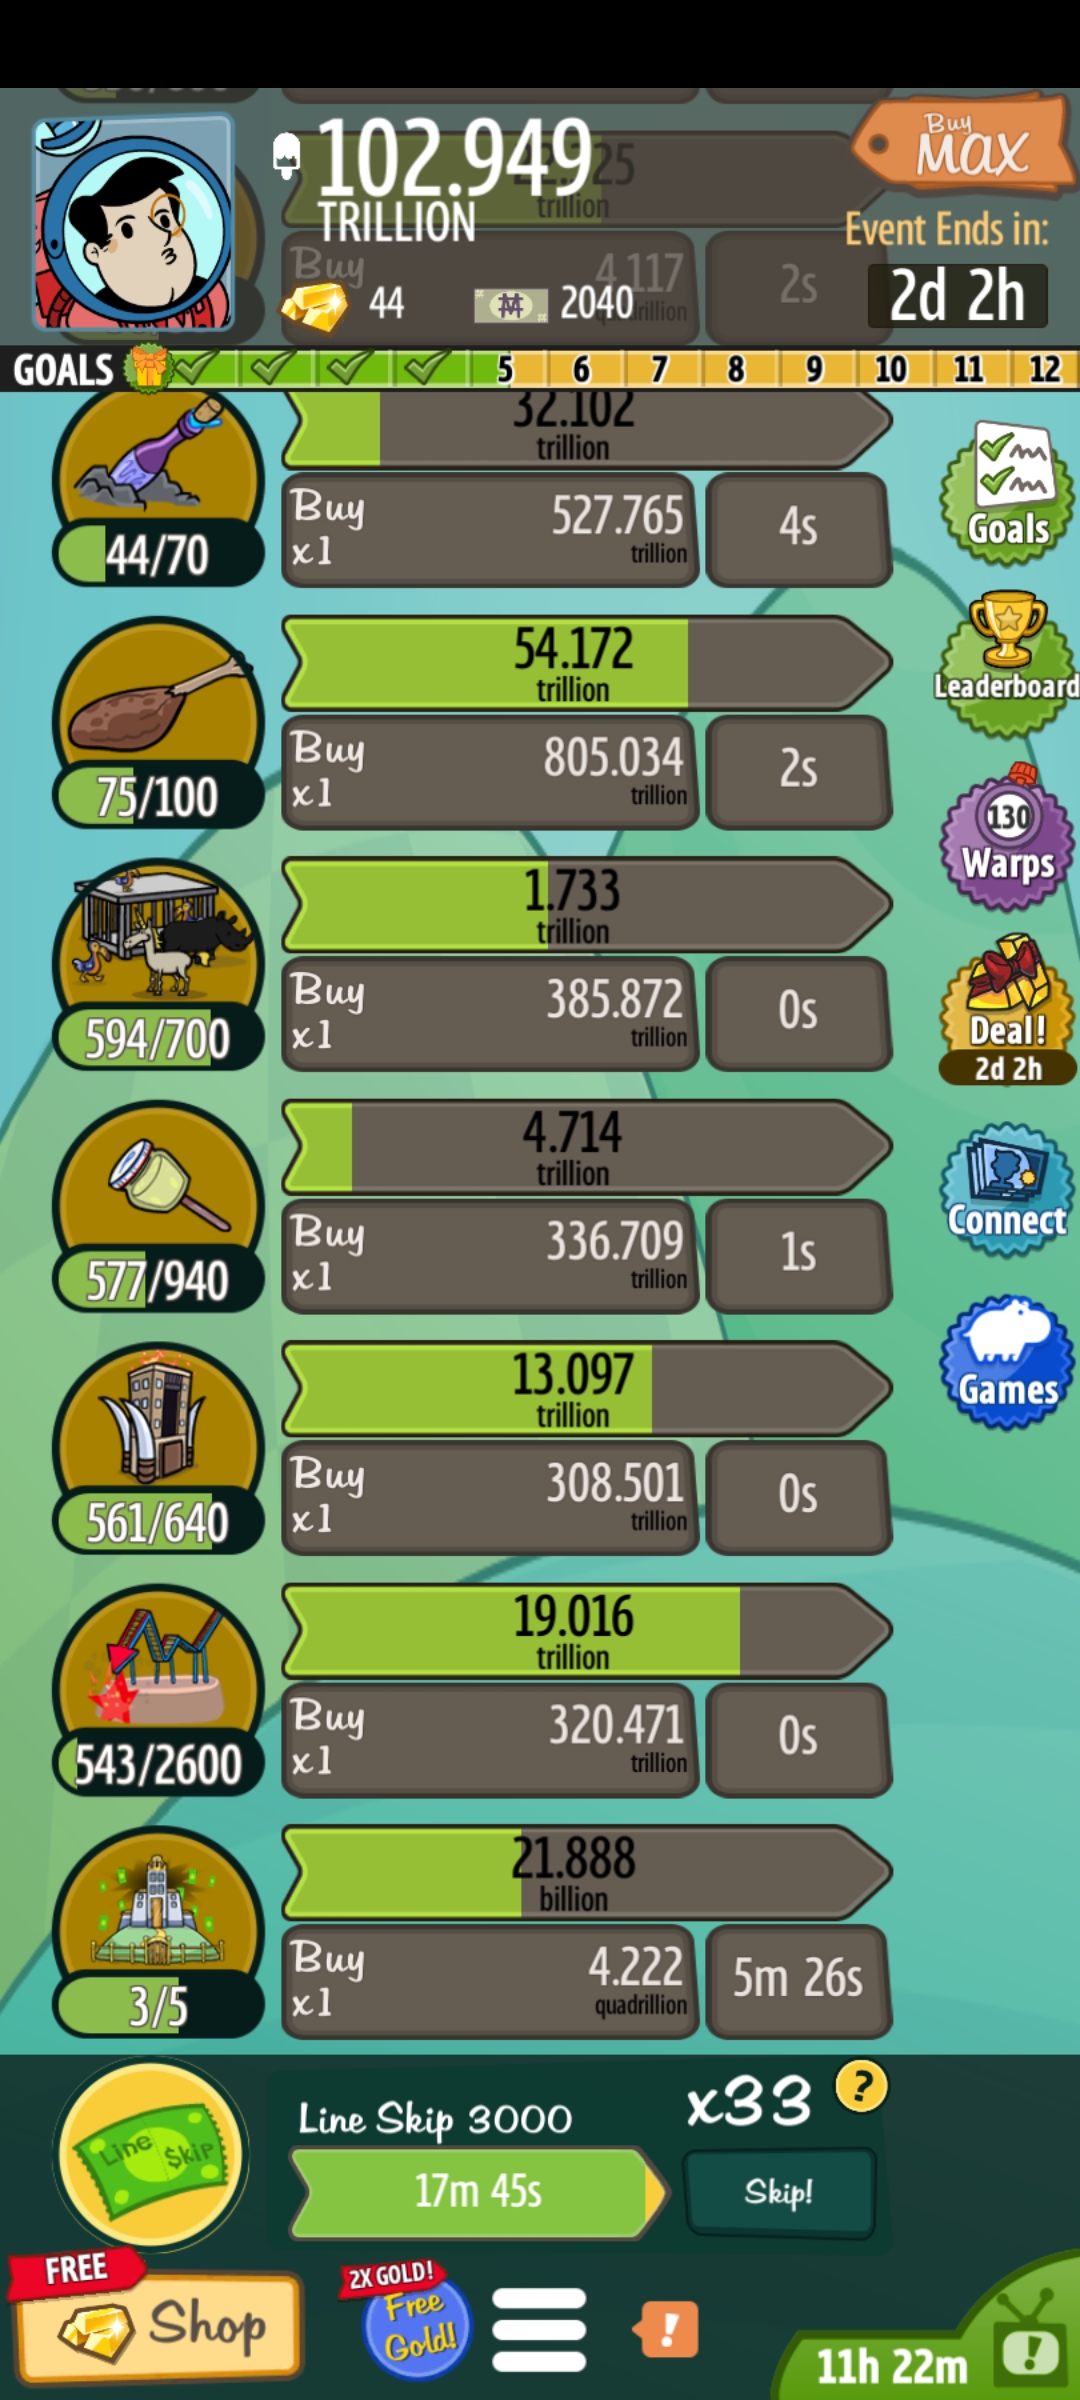 102.949
TRILLION
trillion
Buy
MAX
Event Ends in:
2d 2h
Buy
4.117
2s
44
2040
GOALS
5 6 7 8 9 10 11 12
32.102
trillion
Buy
x1
527.765
trillion
4s
44/70
Goals
54.172
trillion
Buy
x1
805.034
trillion
2s
75/100
Leaderboard
1.733
trillion
Buy
x1
385.872
trillion
0s
594/700
130
Warps
Deal!
2d 2h
4.714
trillion
Buy
x1
336.709
trillion
1s
577/940
Connect
13.097
trillion
Buy
x1
308.501
trillion
0s
561/640
Games
19.016
trillion
Buy
x1
320.471
trillion
0s
543/2600
21.888
billion
Buy
x1
4.222
quadrillion
5m 26s
3/5
Line $kip
Line Skip 3000
x33
?
17m 45s
Skip!
FREE
Shop
2X GOLD!
Free
Gold!
!
11h 22m
!